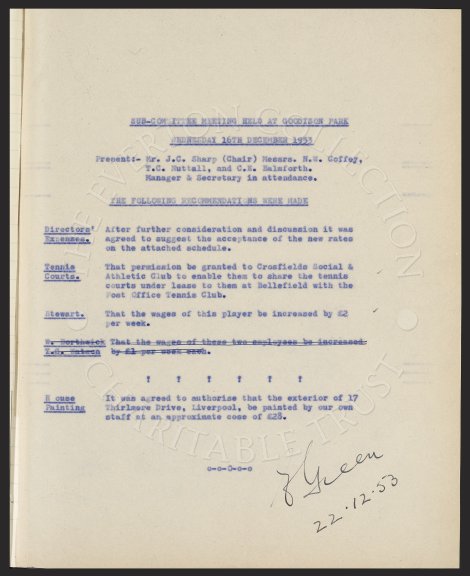 SUB-COMMITTEE MEETING HELD AT GOODISON PARK
WEDNESDAY 16TH DECEMBER 1953
Present:- Mr. J.C. Sharp (Chair) Messrs. N.W. Coffey,
T.C. Nuttall, and C.E. Balmforth.
Manager & Secretary in attendance.
THE FOLLOWING RECOMMENDATIONS WERE MADE
Directors' After further consideration and discussion it was
Expenses. agreed to suggest the acceptance of the new rates
on the attached schedule.
Tennis That permission be granted to Crosfields Social &
Courts. Athletic Club to enable them to share the tennis
courts under lease to them at Bellefield with the
Post Office Tennis Club.
Stewart. That the wages of this player be increased by £2
per week.
W. Borthwick That the wages of these two employees be increased
by £1 per week each.
House It was agreed to authorise that the exterior of 17
Painting Thirlmere Drive, Liverpool, be painted by our own
staff at an approximate cose of £28.
o-o-O-o-o
Green
22.12.53
THE EVERTON COLLECTION
CHARITABLE TRUST